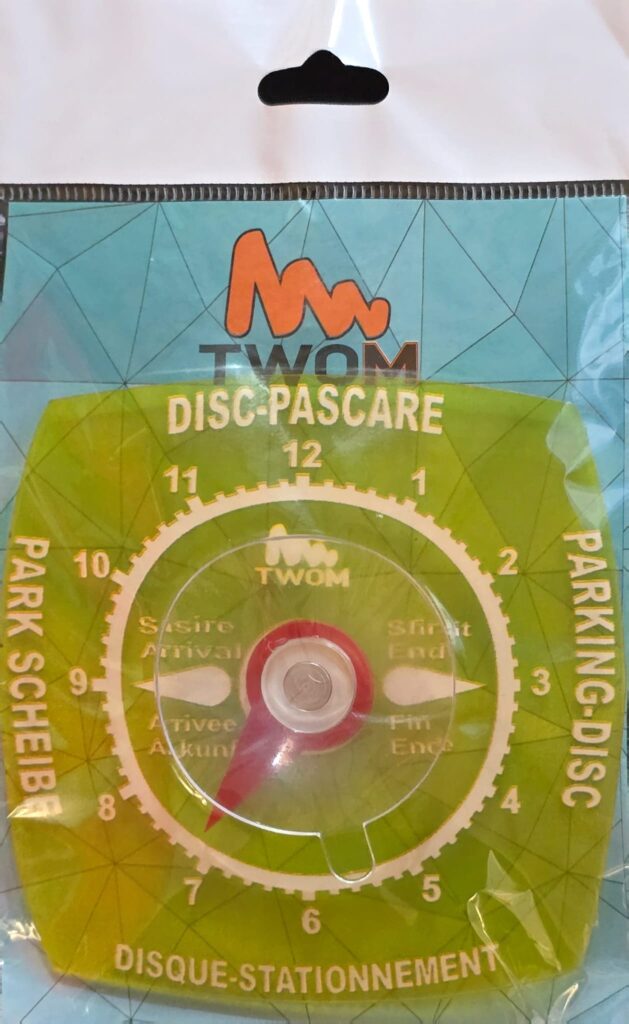 TWOM
DISC-PASCARE
12
11
1
10
2
9
3
8
4
7
5
6
TWOM
Sosire
Arrival
Sfirsit
End
Arrivee
Ankunft
Fin
Ende
PARK SCHEIBE
PARKING-DISC
DISQUE-STATIONNEMENT